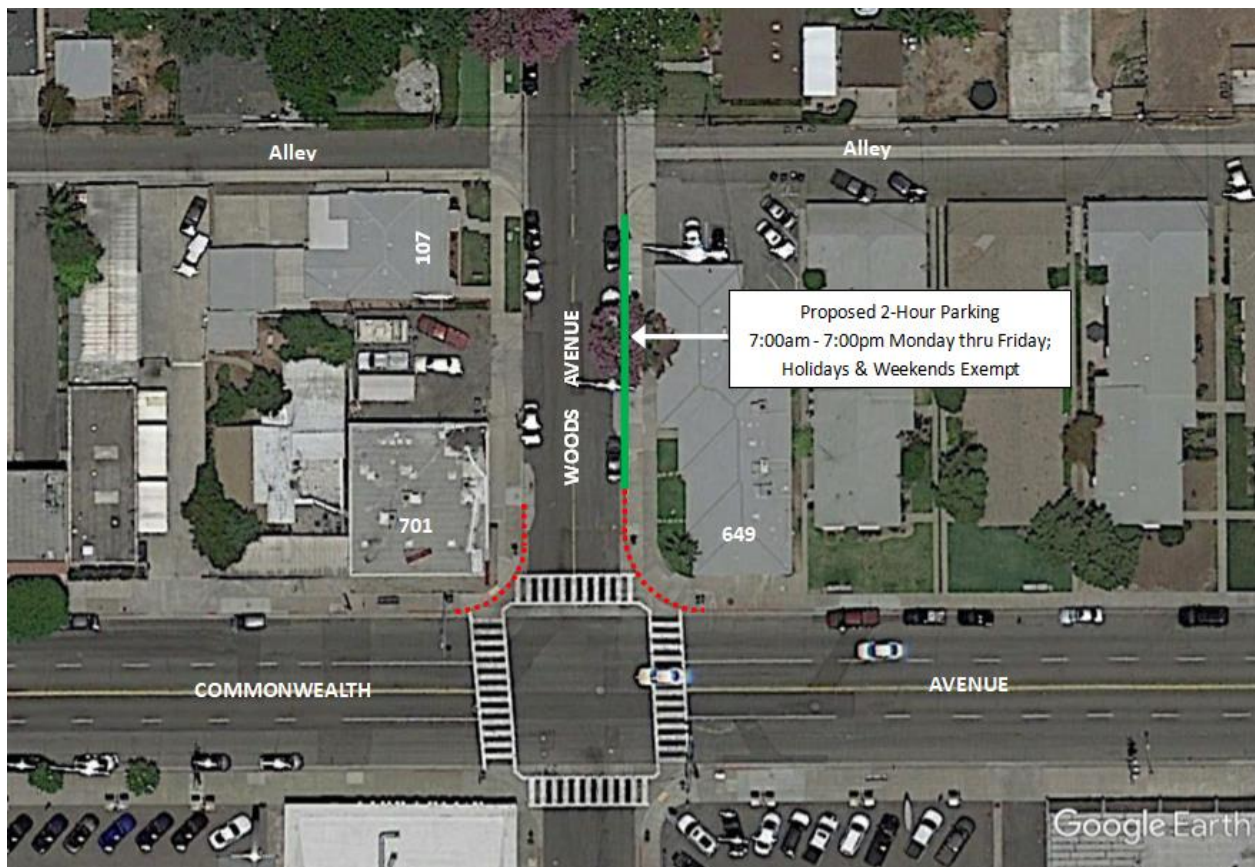 Alley
Alley
107
WOODS AVENUE
Proposed 2-Hour Parking
7:00am - 7:00pm Monday thru Friday;
Holidays & Weekends Exempt
701
649
COMMONWEALTH
AVENUE
Google Earth